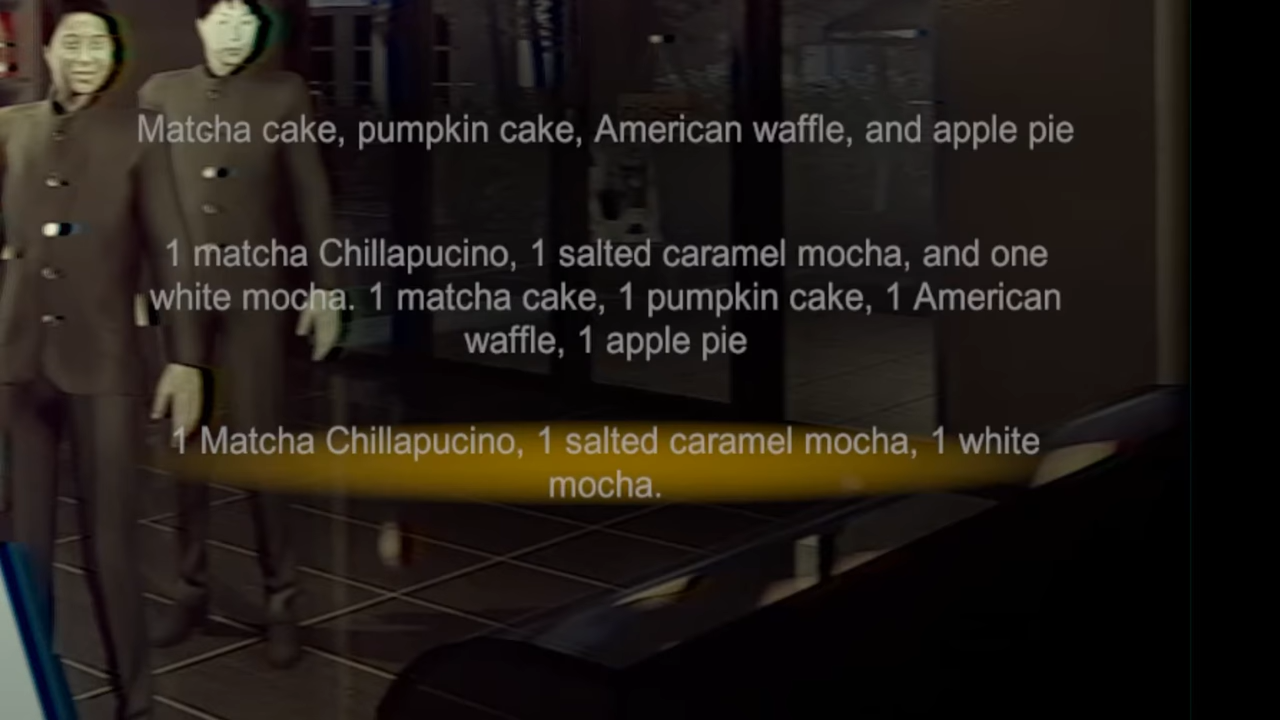 Matcha cake, pumpkin cake, American waffle, and apple pie
1 matcha Chillapucino, 1 salted caramel mocha, and one
white mocha. 1 matcha cake, 1 pumpkin cake, 1 American
waffle, 1 apple pie
1 Matcha Chillapucino, 1 salted caramel mocha, 1 white
mocha.